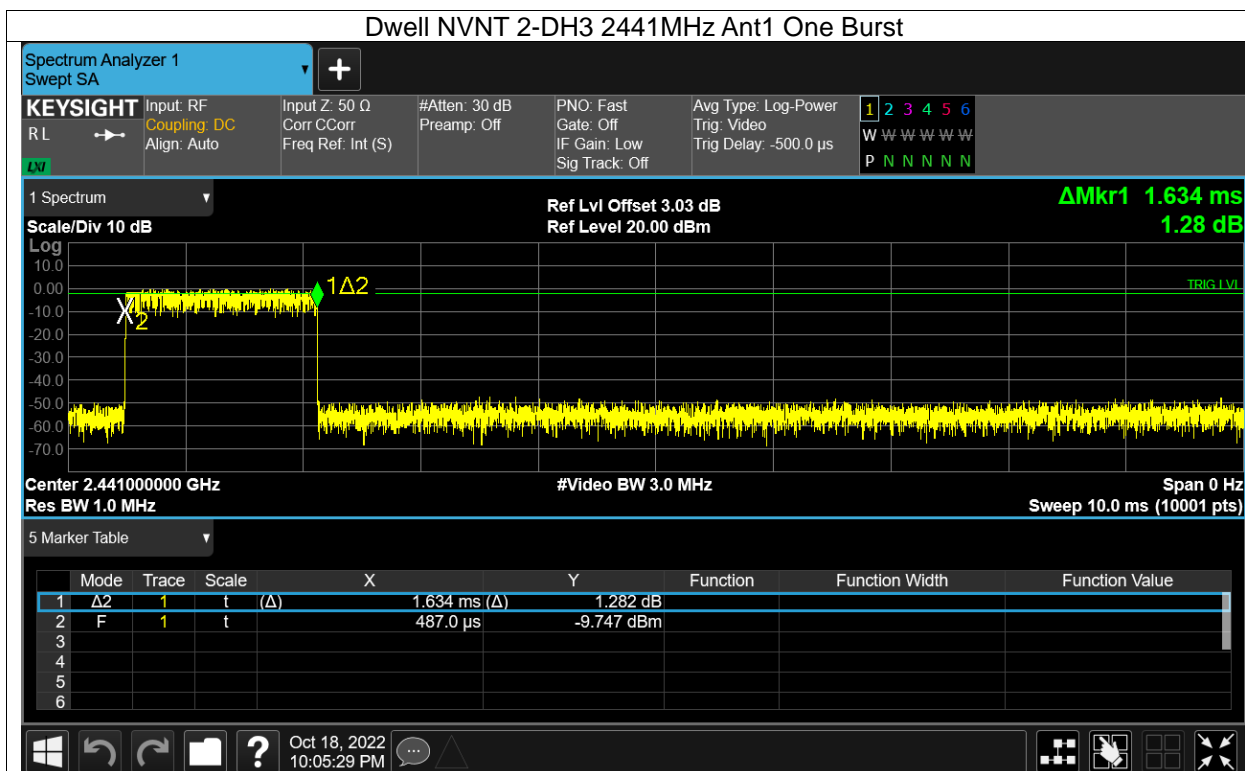 Dwell NVNT 2-DH3 2441MHz Ant1 One Burst
Spectrum Analyzer 1
Swept SA
KEYSIGHT Input: RF Input Z: 50 Ω #Atten: 30 dB PNO: Fast Avg Type: Log-Power 1 2 3 4 5 6
R L Coupling: DC Corr CCorr Preamp: Off Gate: Off Trig: Video W W W W W W
Align: Auto Freq Ref: Int (S) IF Gain: Low Trig Delay: -500.0 µs
LXI Sig Track: Off P N N N N N
1 Spectrum Ref Lvl Offset 3.03 dB ΔMkr1 1.634 ms
Scale/Div 10 dB Ref Level 20.00 dBm 1.28 dB
Log
10.0
0.00 1Δ2 TRIG LVL
-10.0 2
-20.0
-30.0
-40.0
-50.0
-60.0
-70.0
Center 2.441000000 GHz #Video BW 3.0 MHz Span 0 Hz
Res BW 1.0 MHz Sweep 10.0 ms (10001 pts)
5 Marker Table
Mode Trace Scale X Y Function Function Width Function Value
1 Δ2 1 t (Δ) 1.634 ms (Δ) 1.282 dB
2 F 1 t 487.0 µs -9.747 dBm
3
4
5
6
? Oct 18, 2022
10:05:29 PM